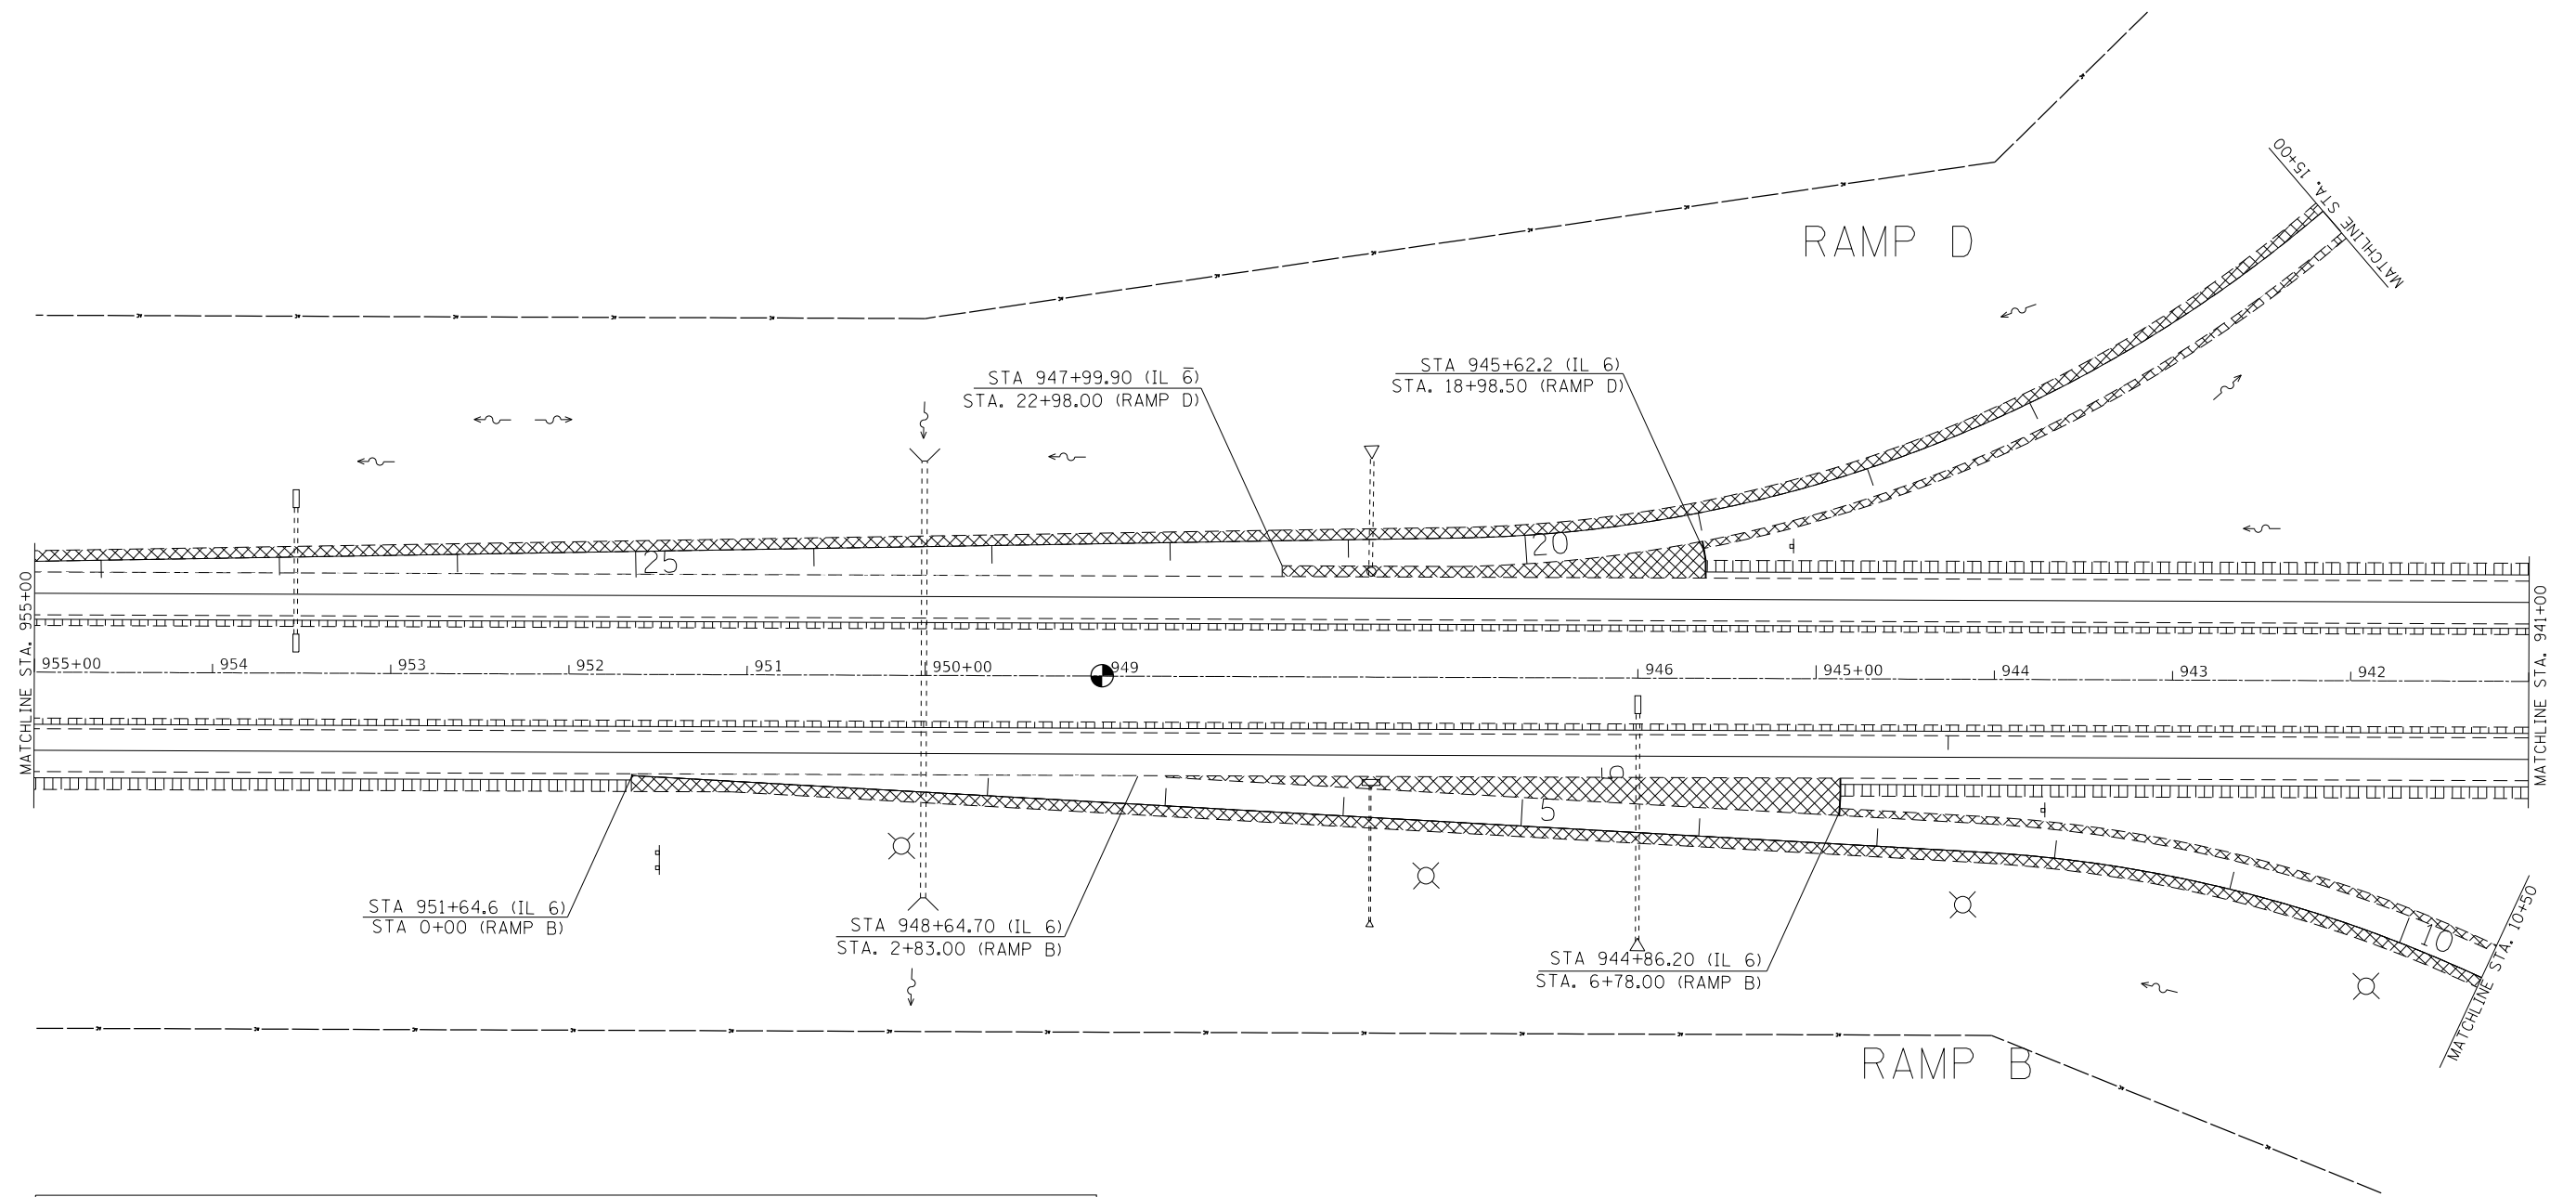 MATCHLINE STA. 15+00
RAMP D
STA 945+62.2 (IL 6)
STA. 18+98.50 (RAMP D)
STA 947+99.90 (IL 6)
STA. 22+98.00 (RAMP D)
20
25
MATCHLINE STA. 955+00
955+00 954 953 952 951 950+00 949 946 945+00 944 943 942
MATCHLINE STA. 941+00
5
5
10
STA 951+64.6 (IL 6)
STA 0+00 (RAMP B)
STA 948+64.70 (IL 6)
STA. 2+83.00 (RAMP B)
STA 944+86.20 (IL 6)
STA. 6+78.00 (RAMP B)
MATCHLINE STA. 10+50
RAMP B